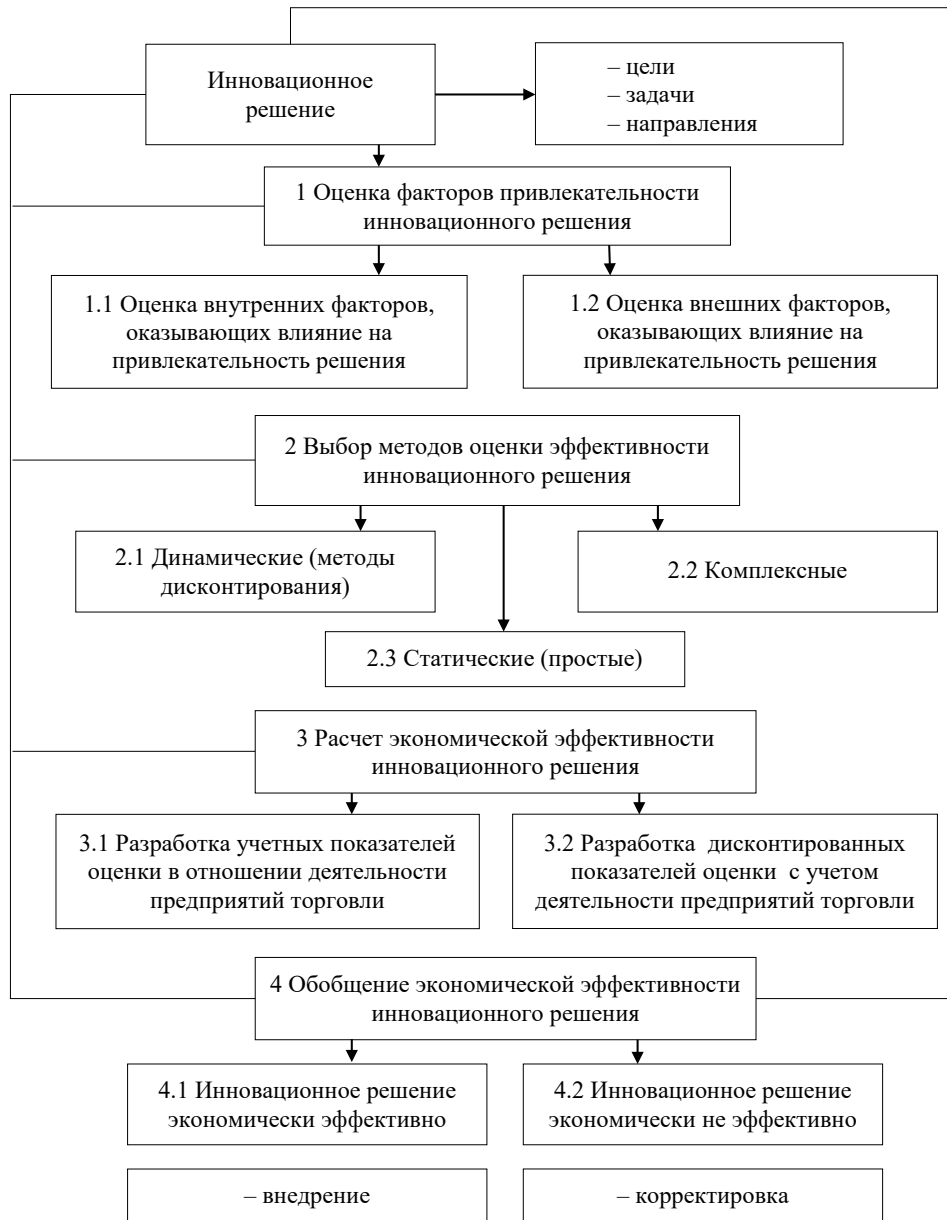 Инновационное
решение
– цели
– задачи
– направления
1 Оценка факторов привлекательности
инновационного решения
1.1 Оценка внутренних факторов,
оказывающих влияние на
привлекательность решения
1.2 Оценка внешних факторов,
оказывающих влияние на
привлекательность решения
2 Выбор методов оценки эффективности
инновационного решения
2.1 Динамические (методы
дисконтирования)
2.2 Комплексные
2.3 Статические (простые)
3 Расчет экономической эффективности
инновационного решения
3.1 Разработка учетных показателей
оценки в отношении деятельности
предприятий торговли
3.2 Разработка дисконтированных
показателей оценки с учетом
деятельности предприятий торговли
4 Обобщение экономической эффективности
инновационного решения
4.1 Инновационное решение
экономически эффективно
4.2 Инновационное решение
экономически не эффективно
– внедрение
– корректировка